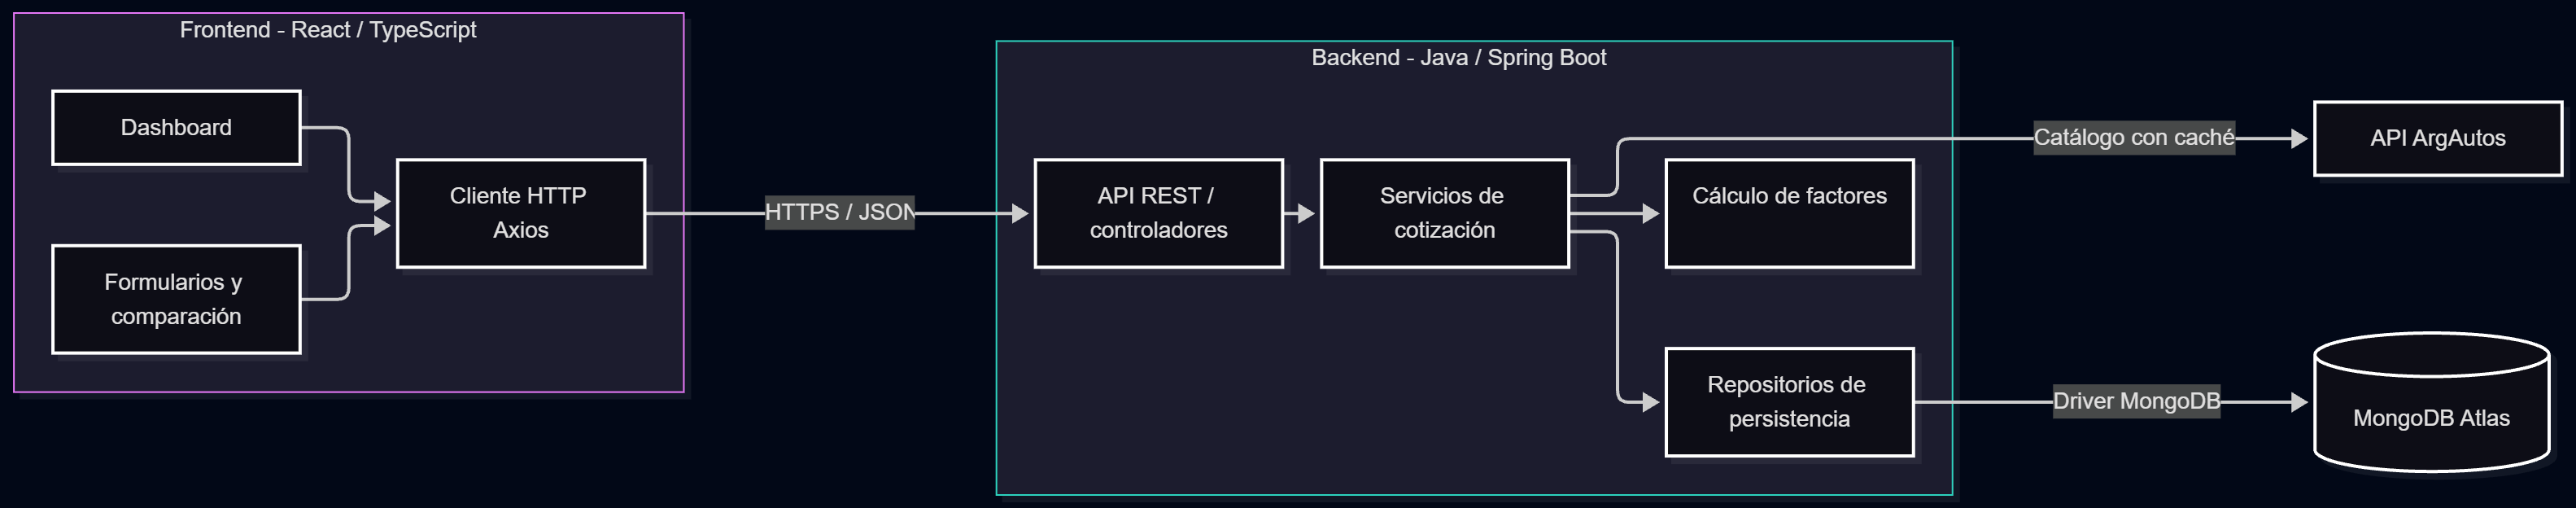 Frontend - React / TypeScript
Dashboard
Formularios y
comparación
Cliente HTTP
Axios
HTTPS / JSON
Backend - Java / Spring Boot
API REST /
controladores
Servicios de
cotización
Cálculo de factores
Repositorios de
persistencia
Catálogo con caché
API ArgAutos
Driver MongoDB
MongoDB Atlas